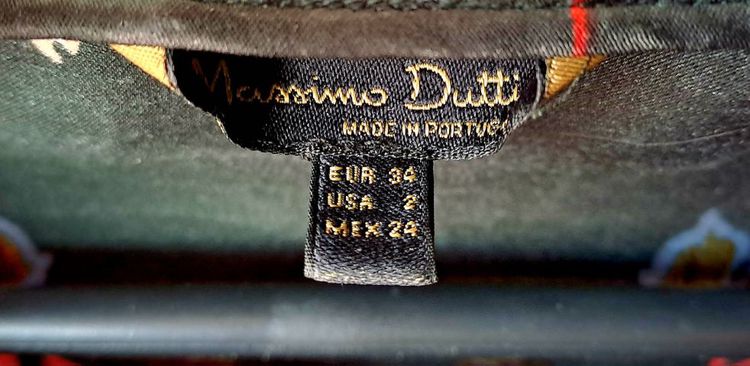 Massimo Dutti
MADE IN PORTUGAL
EUR 34
USA 2
MEX 24